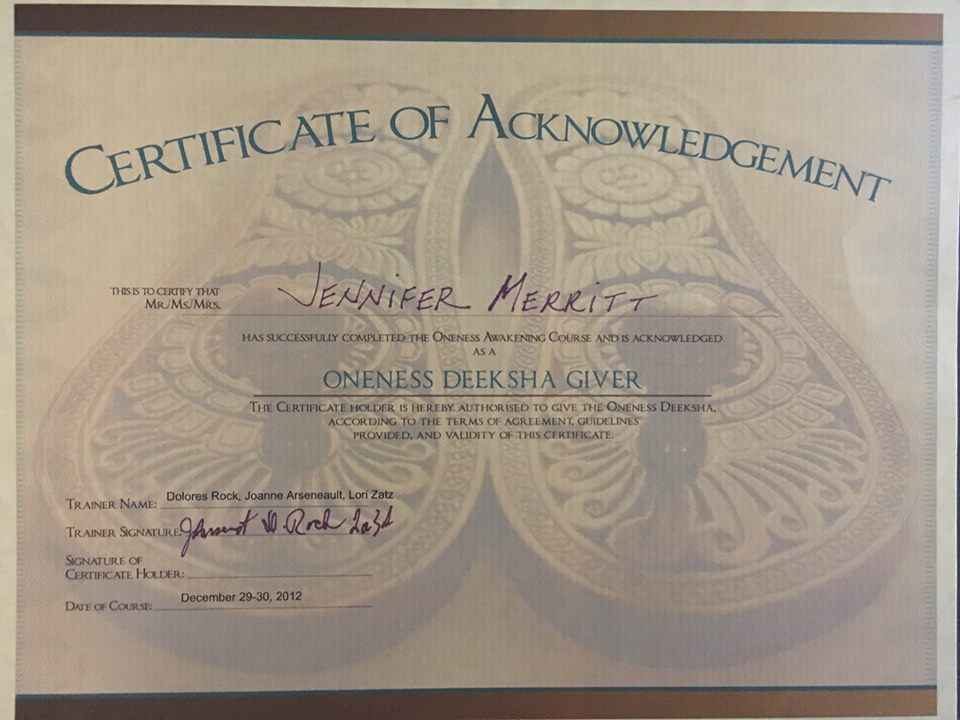 CERTIFICATE OF ACKNOWLEDGEMENT
THIS IS TO CERTIFY THAT
MR./MS./MRS. JENNIFER MERRITT
HAS SUCCESSFULLY COMPLETED THE ONENESS AWAKENING COURSE AND IS ACKNOWLEDGED
AS A
ONENESS DEEKSHA GIVER
THE CERTIFICATE HOLDER IS HEREBY AUTHORISED TO GIVE THE ONENESS DEEKSHA,
ACCORDING TO THE TERMS OF AGREEMENT, GUIDELINES
PROVIDED, AND VALIDITY OF THIS CERTIFICATE.
TRAINER NAME: Dolores Rock, Joanne Arseneault, Lori Zatz
TRAINER SIGNATURE: D. Rock
SIGNATURE OF
CERTIFICATE HOLDER:
DATE OF COURSE: December 29-30, 2012